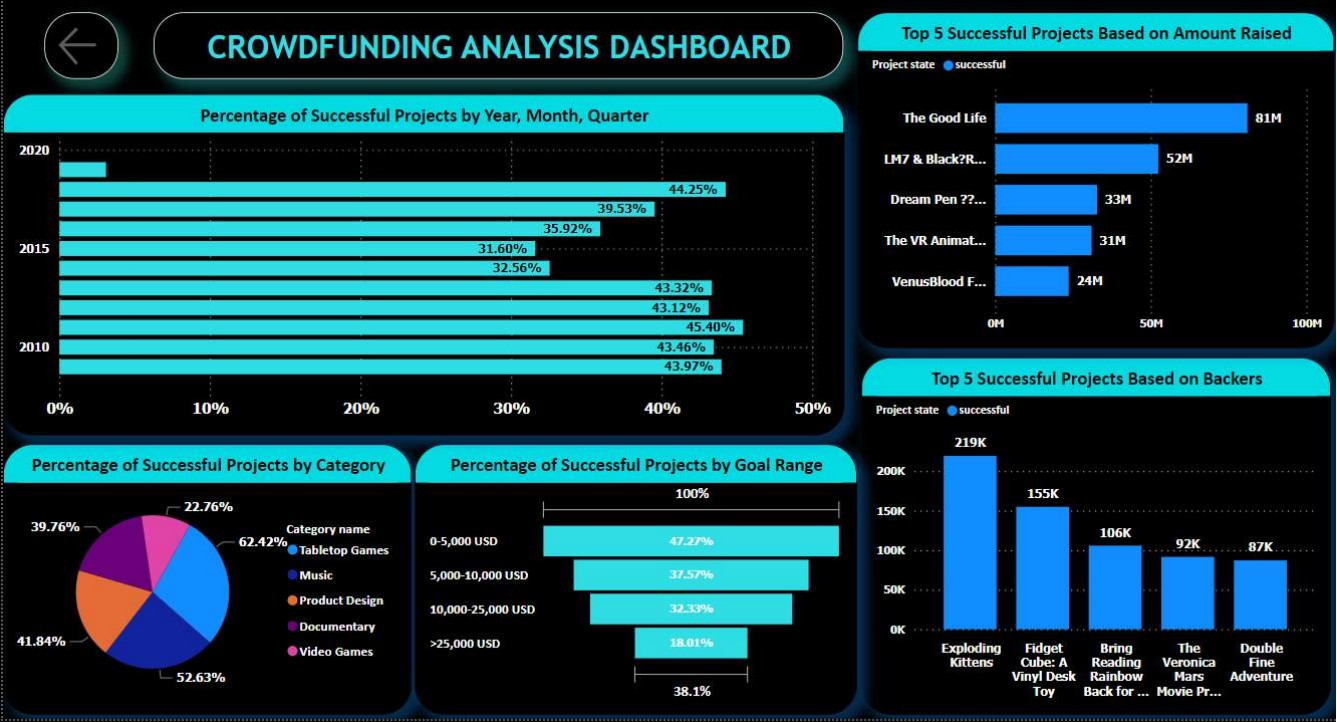 CROWDFUNDING ANALYSIS DASHBOARD
Percentage of Successful Projects by Year, Month, Quarter
2020
44.25%
39.53%
35.92%
2015
31.60%
32.56%
43.32%
43.12%
45.40%
2010
43.46%
43.97%
0% 10% 20% 30% 40% 50%
Percentage of Successful Projects by Category
22.76%
39.76%
62.42%
41.84%
52.63%
Category name
Tabletop Games
Music
Product Design
Documentary
Video Games
Percentage of Successful Projects by Goal Range
100%
0-5,000 USD 47.27%
5,000-10,000 USD 37.57%
10,000-25,000 USD 32.33%
>25,000 USD 18.01%
38.1%
Top 5 Successful Projects Based on Amount Raised
Project state successful
The Good Life 81M
LM7 & Black?R... 52M
Dream Pen ??... 33M
The VR Animat... 31M
VenusBlood F... 24M
0M 50M 100M
Top 5 Successful Projects Based on Backers
Project state successful
219K
200K
155K
150K
106K
100K
92K
87K
50K
0K
Exploding
Kittens
Fidget
Cube: A
Vinyl Desk
Toy
Bring
Reading
Rainbow
Back for ...
The
Veronica
Mars
Movie Pr...
Double
Fine
Adventure